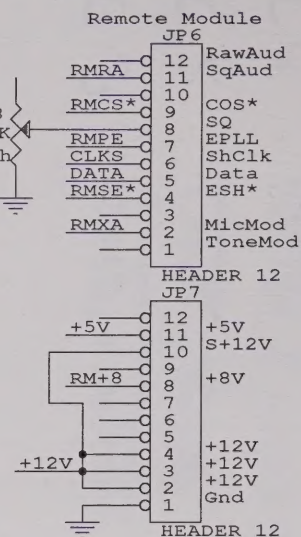 Remote Module
JP6
12 RawAud
RMRA 11 SqAud
10
RMCS* 9 COS*
8 SQ
RMPE 7 EPLL
CLKS 6 ShClk
DATA 5 Data
RMSE* 4 ESH*
3
RMXA 2 MicMod
1 ToneMod
HEADER 12
JP7
12
+5V 11 +5V
10 S+12V
9
RM+8 8 +8V
7
6
5
4 +12V
+12V 3 +12V
2 +12V
1 Gnd
HEADER 12